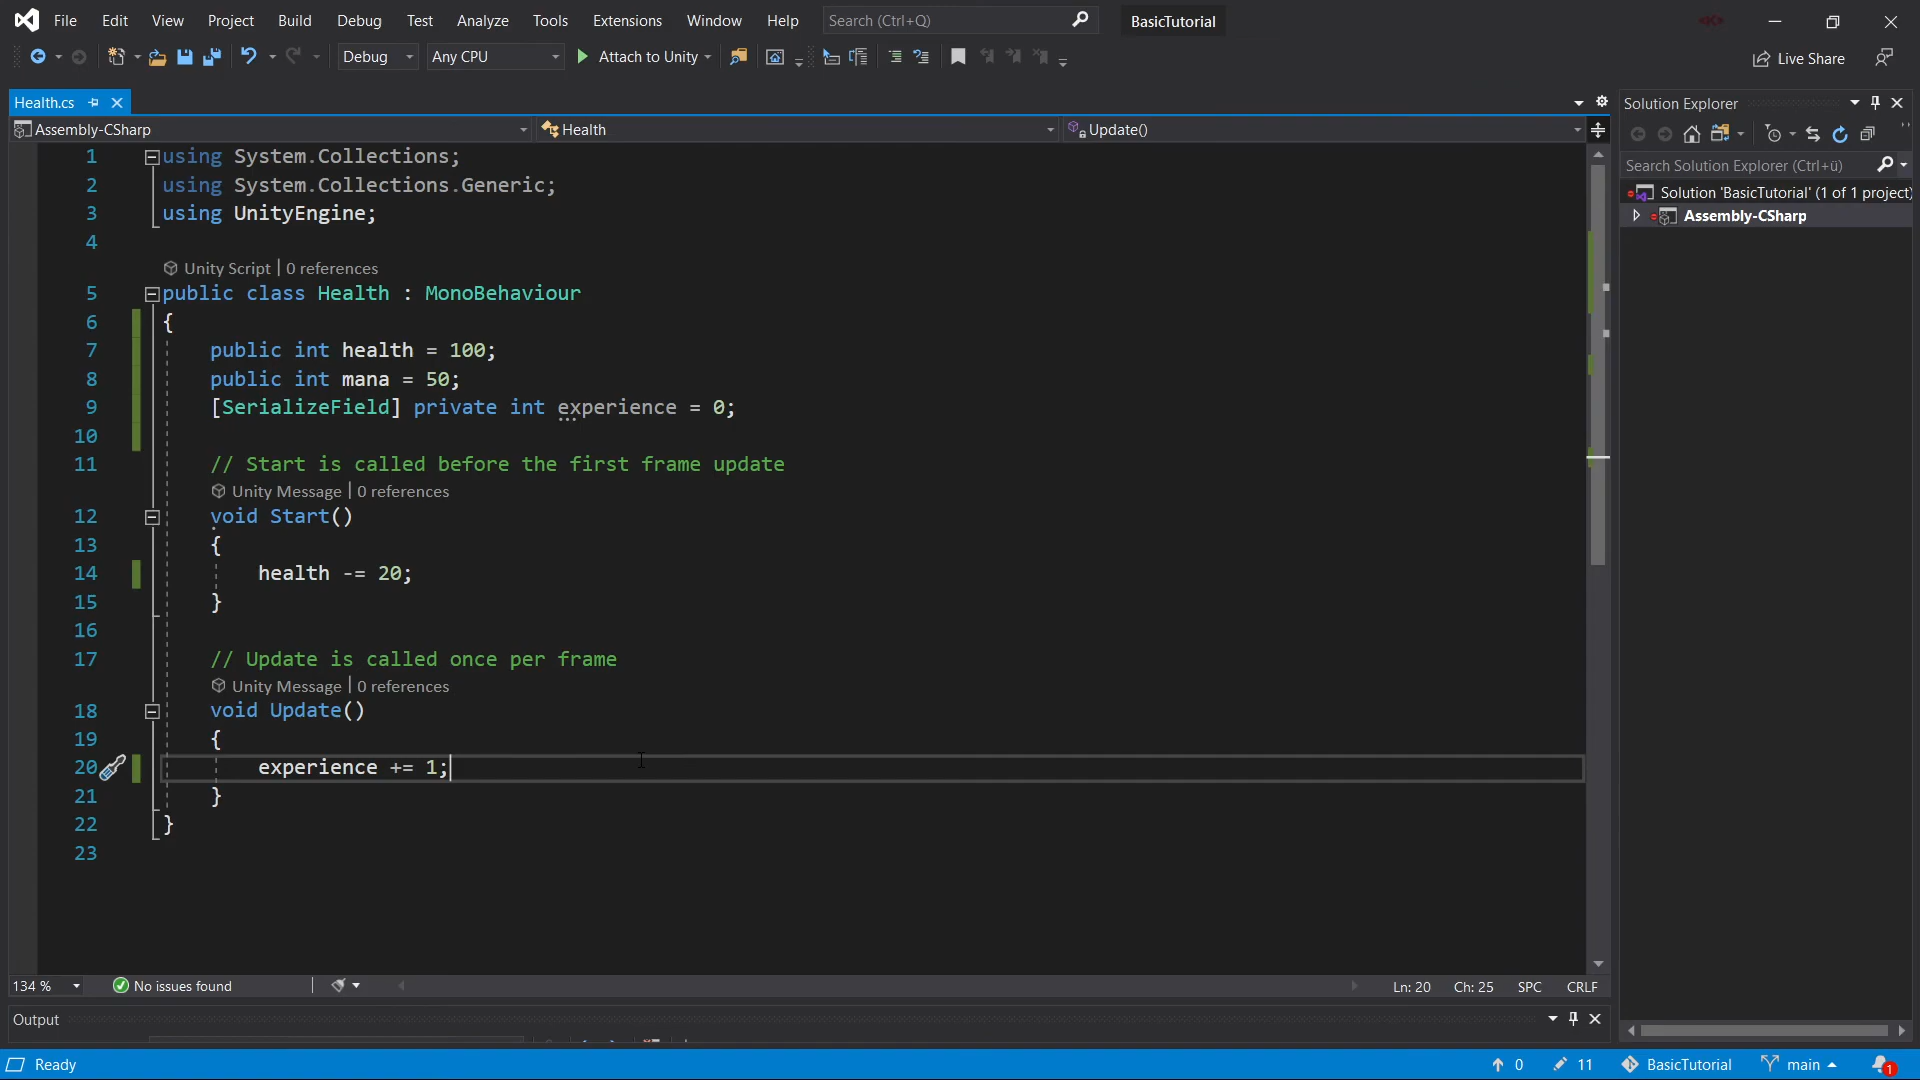 File Edit View Project Build Debug Test Analyze Tools Extensions Window Help Search (Ctrl+Q) BasicTutorial
Debug Any CPU Attach to Unity Live Share
Health.cs
Assembly-CSharp Health Update()
1 using System.Collections;
2 using System.Collections.Generic;
3 using UnityEngine;
4
Unity Script | 0 references
5 public class Health : MonoBehaviour
6 {
7 public int health = 100;
8 public int mana = 50;
9 [SerializeField] private int experience = 0;
10
11 // Start is called before the first frame update
Unity Message | 0 references
12 void Start()
13 {
14 health -= 20;
15 }
16
17 // Update is called once per frame
Unity Message | 0 references
18 void Update()
19 {
20 experience += 1;
21 }
22 }
23
134 % No issues found Ln: 20 Ch: 25 SPC CRLF
Output
Solution Explorer
Search Solution Explorer (Ctrl+ü)
Solution 'BasicTutorial' (1 of 1 project)
Assembly-CSharp
Ready 0 11 BasicTutorial main 1